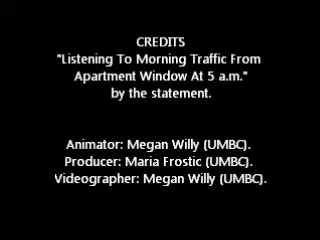 CREDITS
"Listening To Morning Traffic From
Apartment Window At 5 a.m."
by the statement.
Animator: Megan Willy (UMBC).
Producer: Maria Frostic (UMBC).
Videographer: Megan Willy (UMBC).